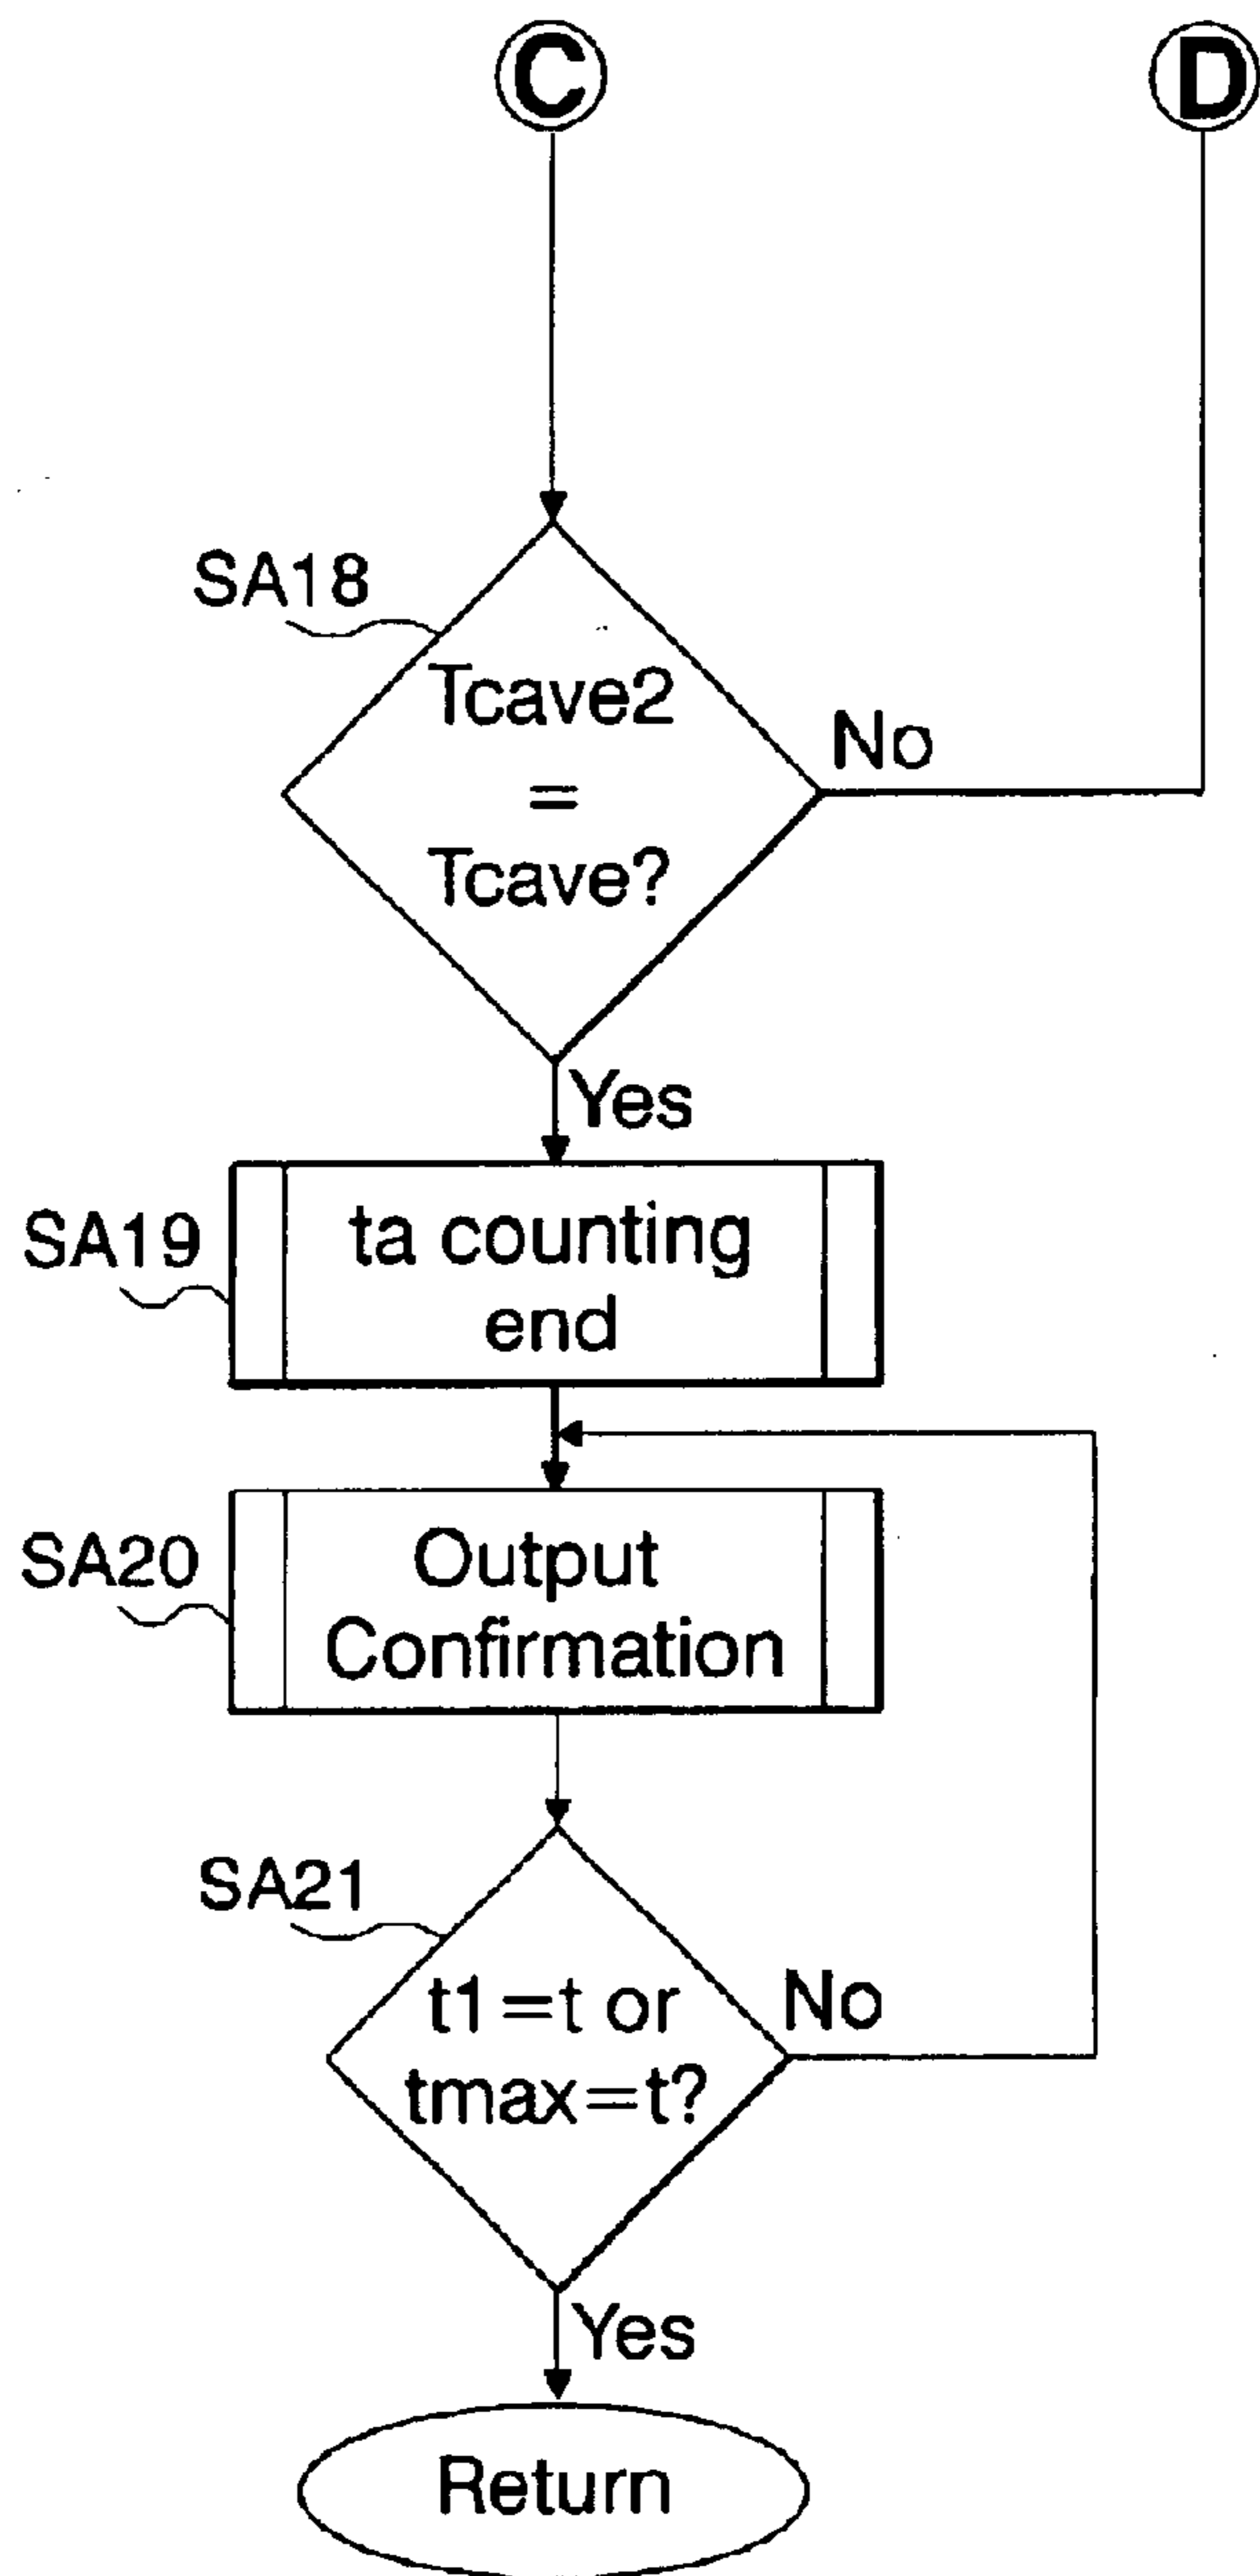 C
D
SA18
Tcave2
=
Tcave?
No
Yes
SA19
ta counting
end
SA20
Output
Confirmation
SA21
t1=t or
tmax=t?
No
Yes
Return